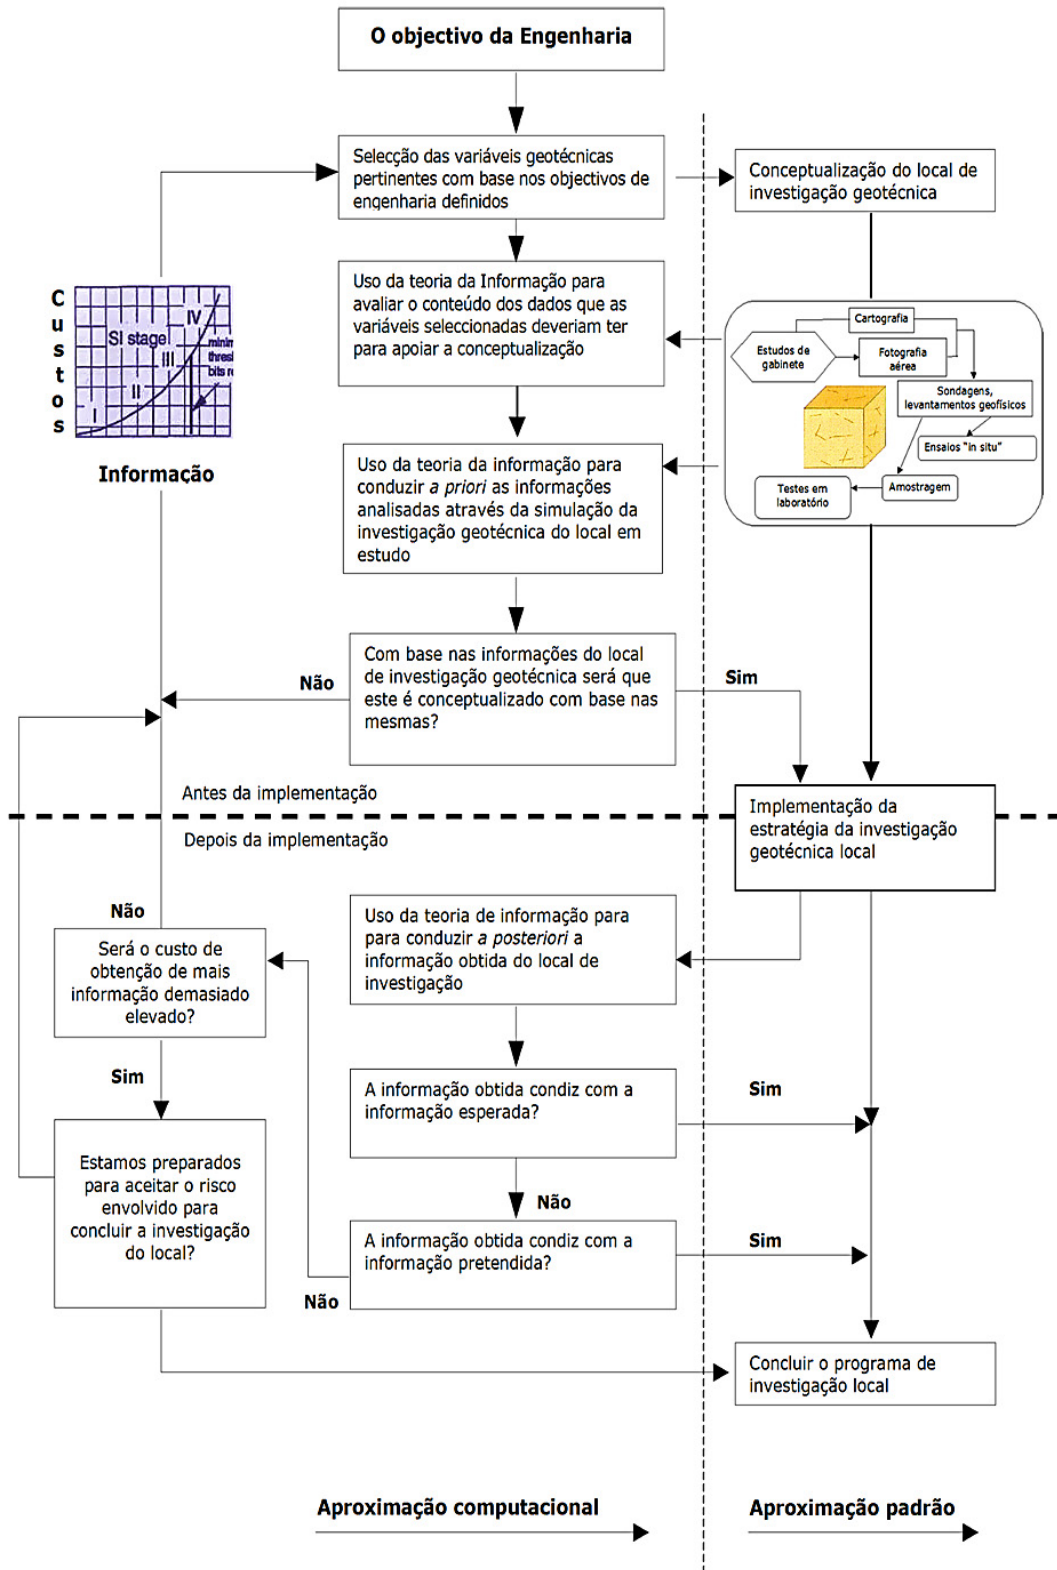 O objectivo da Engenharia
Selecção das variáveis geotécnicas
pertinentes com base nos objectivos de
engenharia definidos
Conceptualização do local de
investigação geotécnica
Uso da teoria da Informação para
avaliar o conteúdo dos dados que as
variáveis seleccionadas deveriam ter
para apoiar a conceptualização
Custos
SI stage
I
II
III
IV
bits
Informação
Cartografia
Estudos de
gabinete
Fotografia
aérea
Sondagens,
levantamentos geofísicos
Ensaios "in situ"
Amostragem
Testes em
laboratório
Uso da teoria da informação para
conduzir a priori as informações
analisadas através da simulação da
investigação geotécnica do local em
estudo
Com base nas informações do local
de investigação geotécnica será que
este é conceptualizado com base nas
mesmas?
Não
Sim
Antes da implementação
Depois da implementação
Implementação da
estratégia da investigação
geotécnica local
Não
Será o custo de
obtenção de mais
informação demasiado
elevado?
Uso da teoria de informação para
para conduzir a posteriori a
informação obtida do local de
investigação
Sim
A informação obtida condiz com a
informação esperada?
Sim
Não
Estamos preparados
para aceitar o risco
envolvido para
concluir a investigação
do local?
A informação obtida condiz com a
informação pretendida?
Sim
Não
Concluir o programa de
investigação local
Aproximação computacional
Aproximação padrão